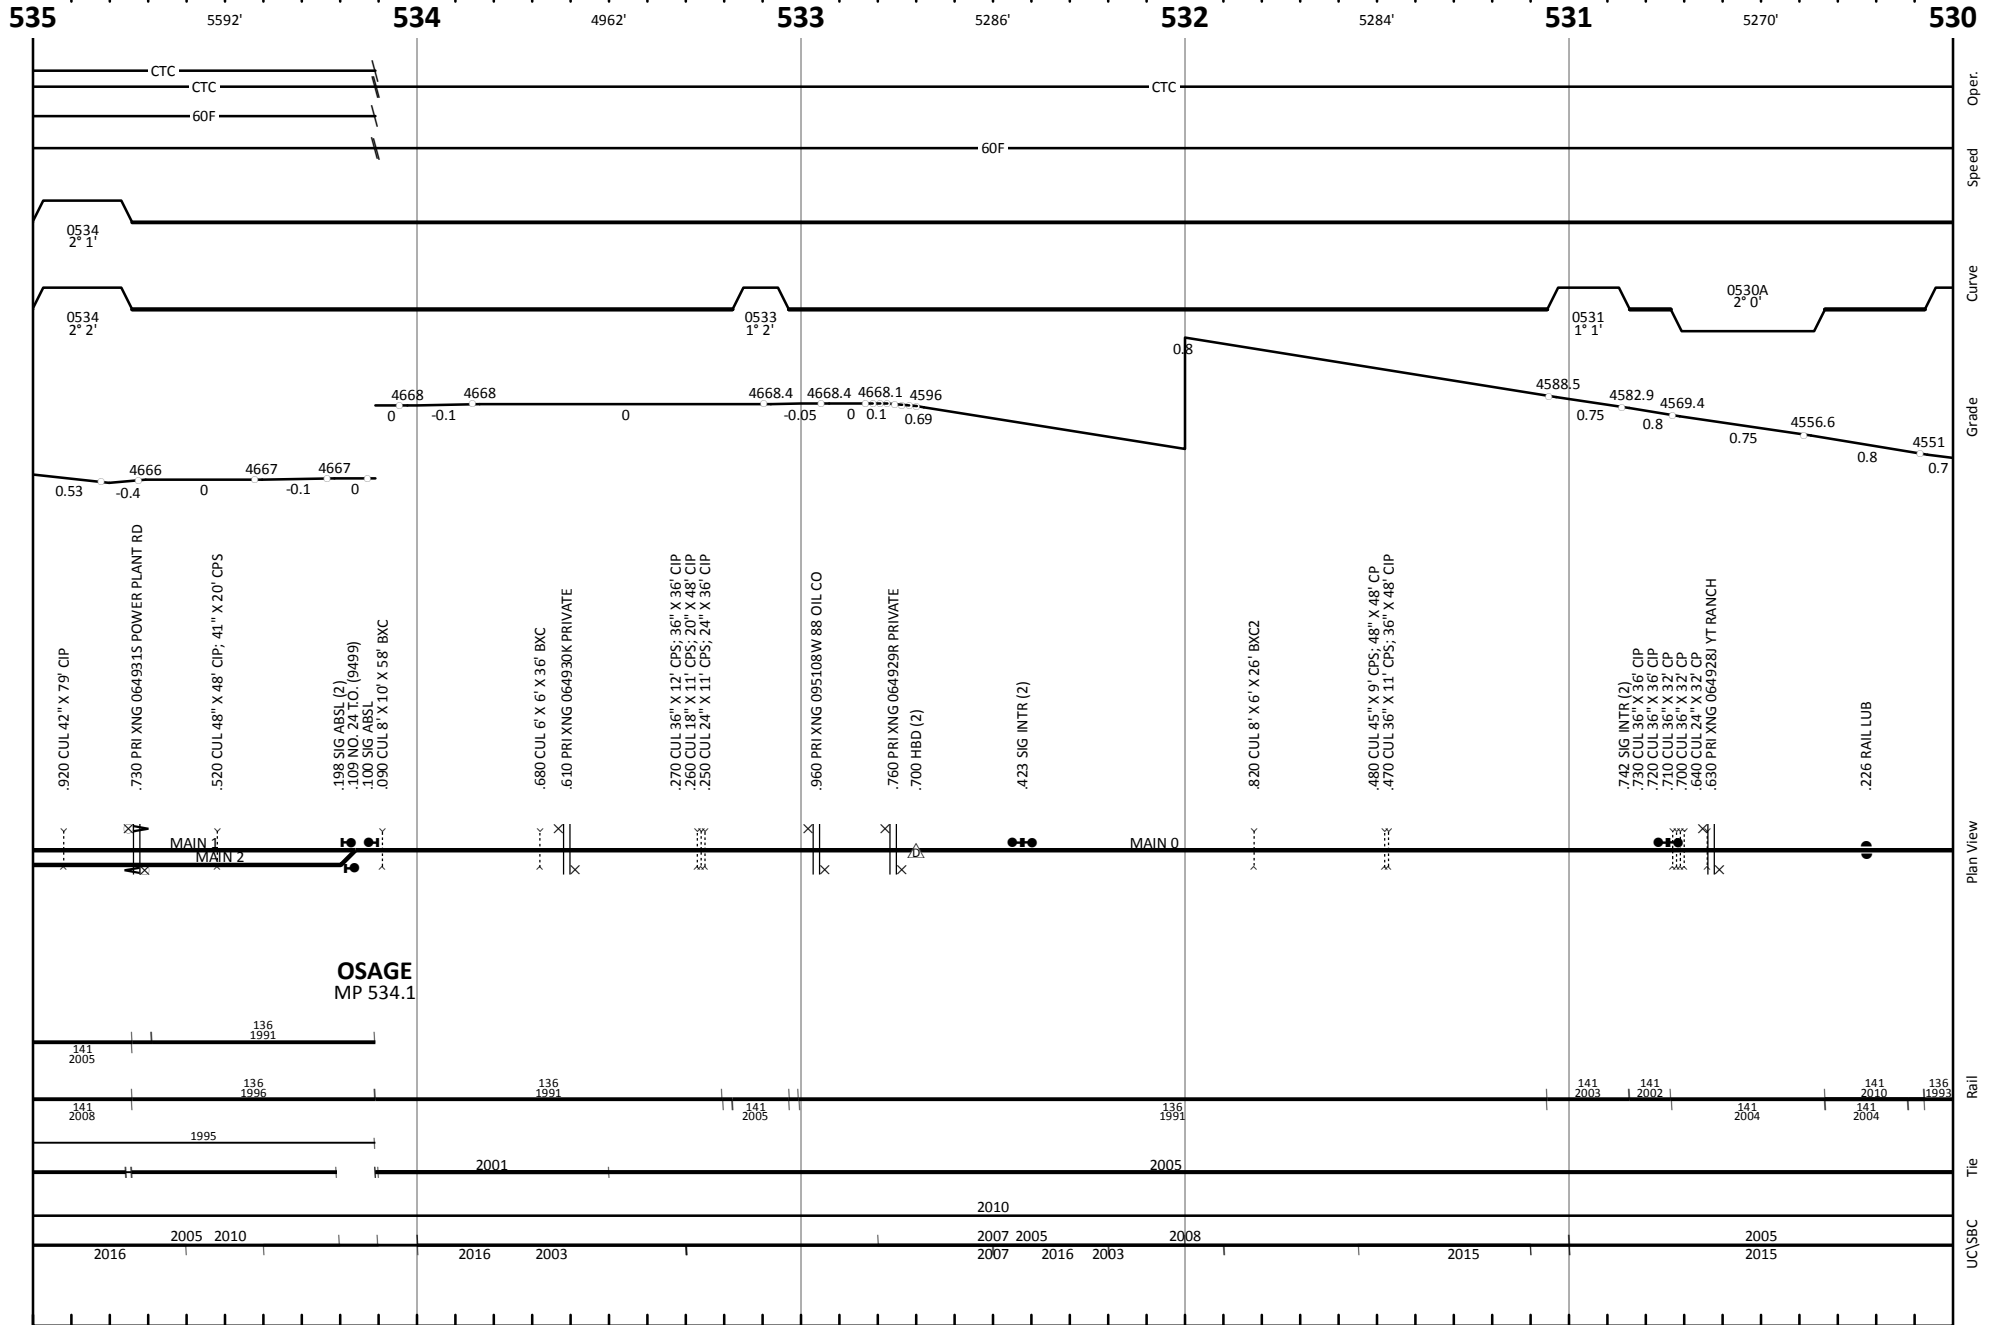 535 5592' 534 4962' 533 5286' 532 5284' 531 5270' 530
CTC
CTC CTC
Oper.
60F
60F
Speed
0534
2° 1'
Curve
0534
2° 2'
0533
1° 2'
0531
1° 1'
0530A
2° 0'
0.8
4668 4668 4668.4 4668.4 4668.1 4596 4588.5 4582.9 4569.4 4556.6 4551
0 -0.1 0 -0.05 0 0.1 0.69 0.75 0.8 0.75 0.8 0.7
Grade
4666 4667 4667
0.53 -0.4 0 -0.1 0
.920 CUL 42" X 79' CIP
.730 PRI XNG 064931S POWER PLANT RD
.520 CUL 48" X 48' CIP; 41" X 20' CPS
.198 SIG ABSL (2)
.109 NO. 24 T.O. (9499)
.100 SIG ABSL
.090 CUL 8' X 10' X 58' BXC
.680 CUL 6' X 6' X 36' BXC
.610 PRI XNG 064930K PRIVATE
.270 CUL 36" X 12' CPS; 36" X 36' CIP
.260 CUL 18" X 11' CPS; 20" X 48' CIP
.250 CUL 24" X 11' CPS; 24" X 36' CIP
.960 PRI XNG 095108W 88 OIL CO
.760 PRI XNG 064929R PRIVATE
.700 HBD (2)
.423 SIG INTR (2)
.820 CUL 8' X 6' X 26' BXC2
.480 CUL 45" X 9' CPS; 48" X 48' CP
.470 CUL 36" X 11' CPS; 36" X 48' CIP
.742 SIG INTR (2)
.730 CUL 36" X 36' CIP
.720 CUL 36" X 36' CIP
.710 CUL 36" X 32' CP
.700 CUL 36" X 32' CP
.640 CUL 24" X 32' CP
.630 PRI XNG 064928J YT RANCH
.226 RAIL LUB
MAIN 1 MAIN 0
MAIN 2
D
Plan View
OSAGE
MP 534.1
136
1991
141
2005
136
1996
136
1991
141
2003
141
2002
141
2010
136
1993
141
2008
141
2005
136
1991
141
2004
141
2004
Rail
1995
2001 2005
Tie
2010
2005 2010 2007 2005 2008 2005
2016 2016 2003 2007 2016 2003 2015 2015
UC\SBC